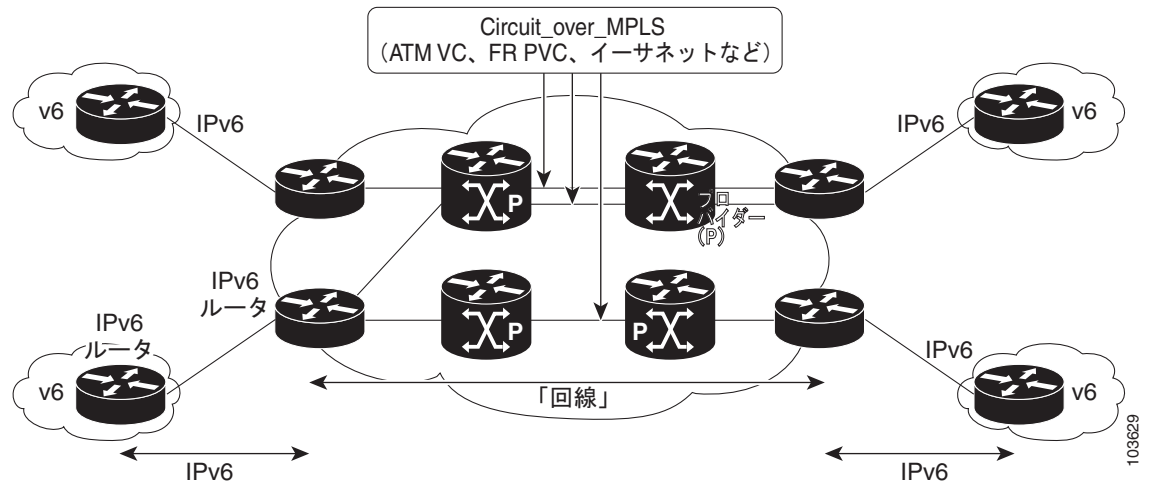 Circuit_over_MPLS
(ATM VC、FR PVC、イーサネットなど)
v6
IPv6
IPv6
v6
P
プロ
バイダー
(P)
IPv6
ルータ
IPv6
ルータ
P
P
v6
IPv6
v6
「回線」
IPv6
IPv6
103629